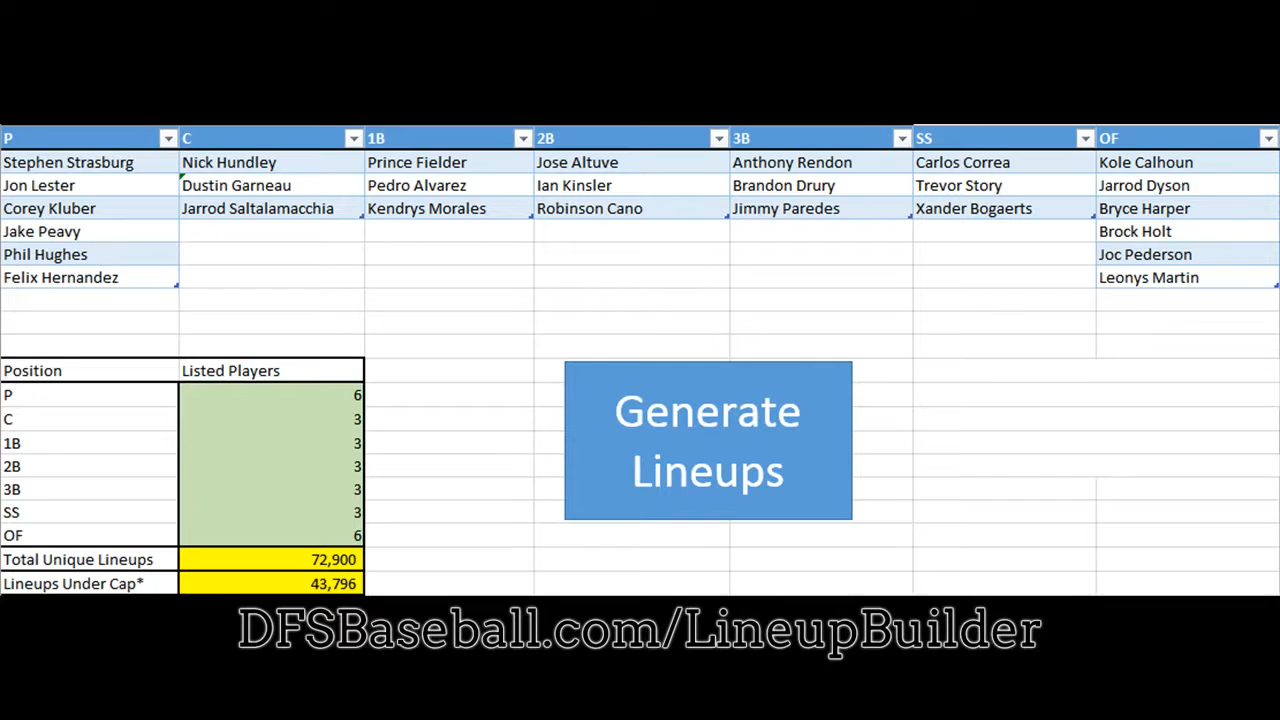 P C 1B 2B 3B SS OF
Stephen Strasburg Nick Hundley Prince Fielder Jose Altuve Anthony Rendon Carlos Correa Kole Calhoun
Jon Lester Dustin Garneau Pedro Alvarez Ian Kinsler Brandon Drury Trevor Story Jarrod Dyson
Corey Kluber Jarrod Saltalamacchia Kendrys Morales Robinson Cano Jimmy Paredes Xander Bogaerts Bryce Harper
Jake Peavy Brock Holt
Phil Hughes Joc Pederson
Felix Hernandez Leonys Martin
Position Listed Players
P 6
C 3
1B 3
2B 3
3B 3
SS 3
OF 6
Total Unique Lineups 72,900
Lineups Under Cap* 43,796
Generate
Lineups
DFSBaseball.com/LineupBuilder